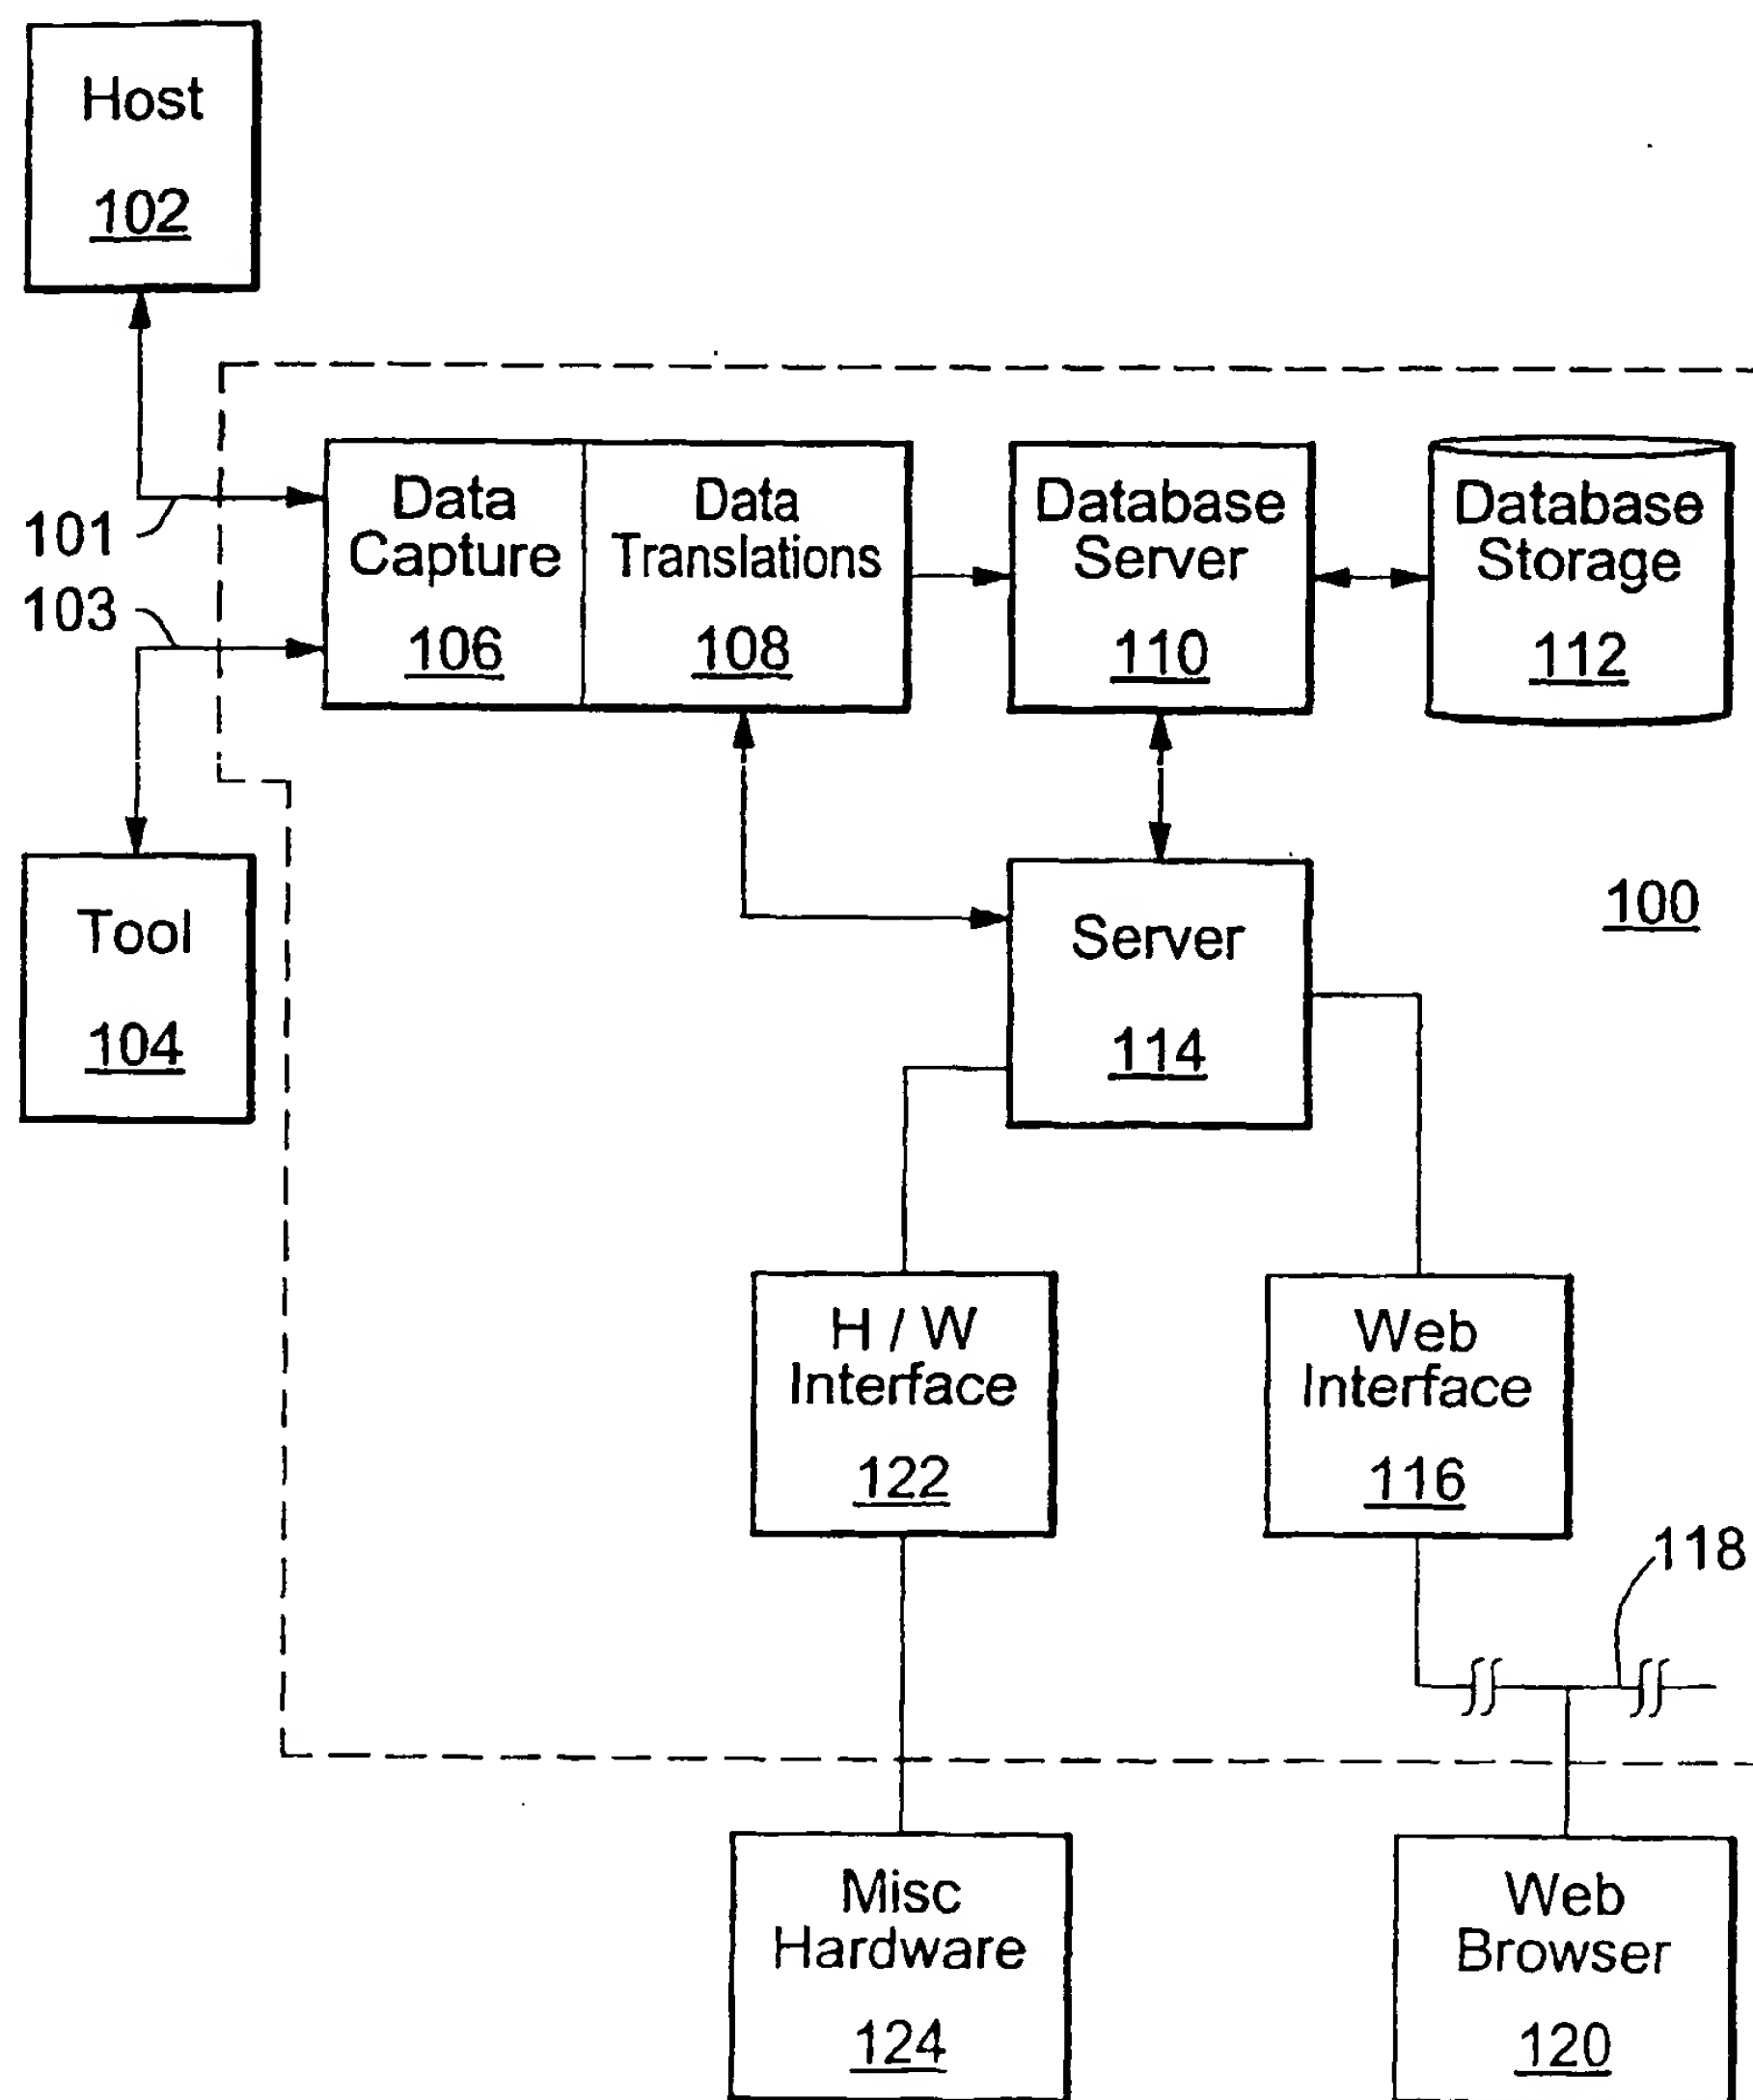 Host
102
101
103
Data
Capture
106
Data
Translations
108
Database
Server
110
Database
Storage
112
Tool
104
Server
114
100
H / W
Interface
122
Web
Interface
116
118
Misc
Hardware
124
Web
Browser
120